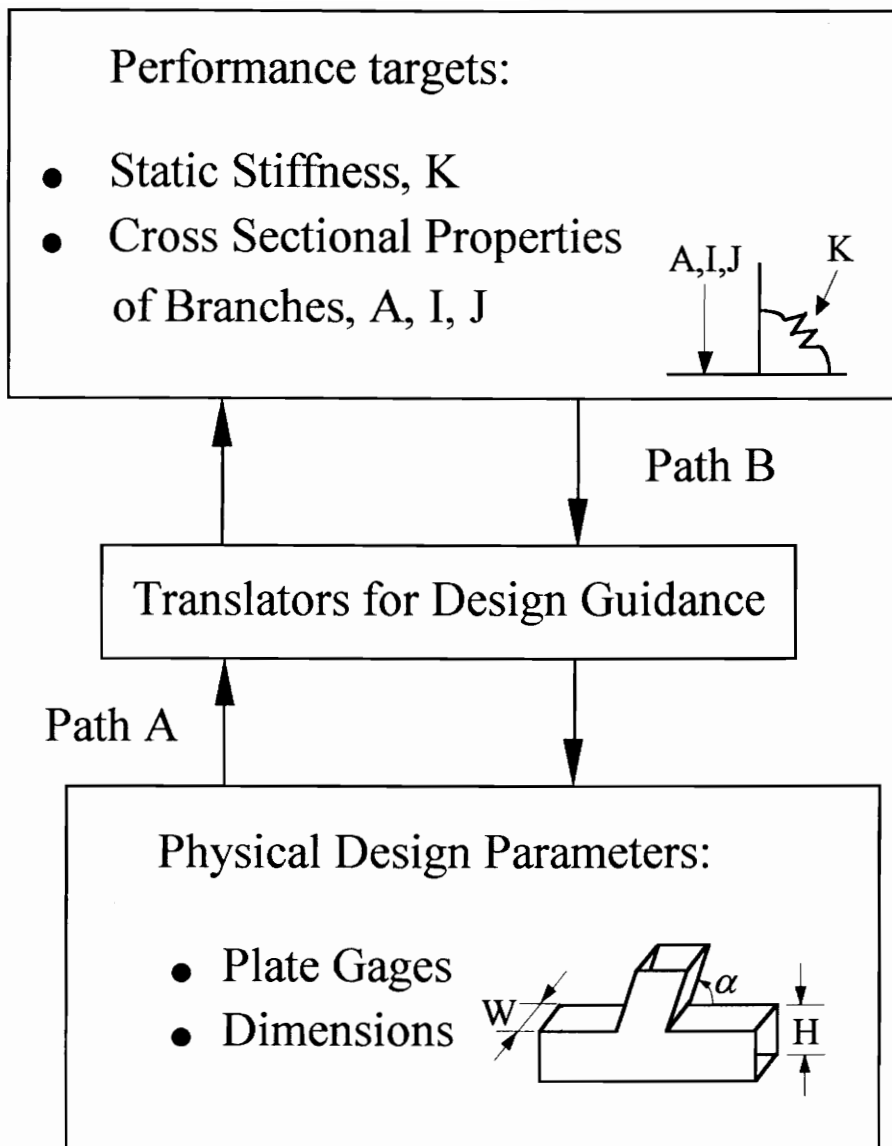 Performance targets:
● Static Stiffness, K
● Cross Sectional Properties
of Branches, A, I, J
A,I,J
K
Path B
Translators for Design Guidance
Path A
Physical Design Parameters:
● Plate Gages
● Dimensions
W
α
H